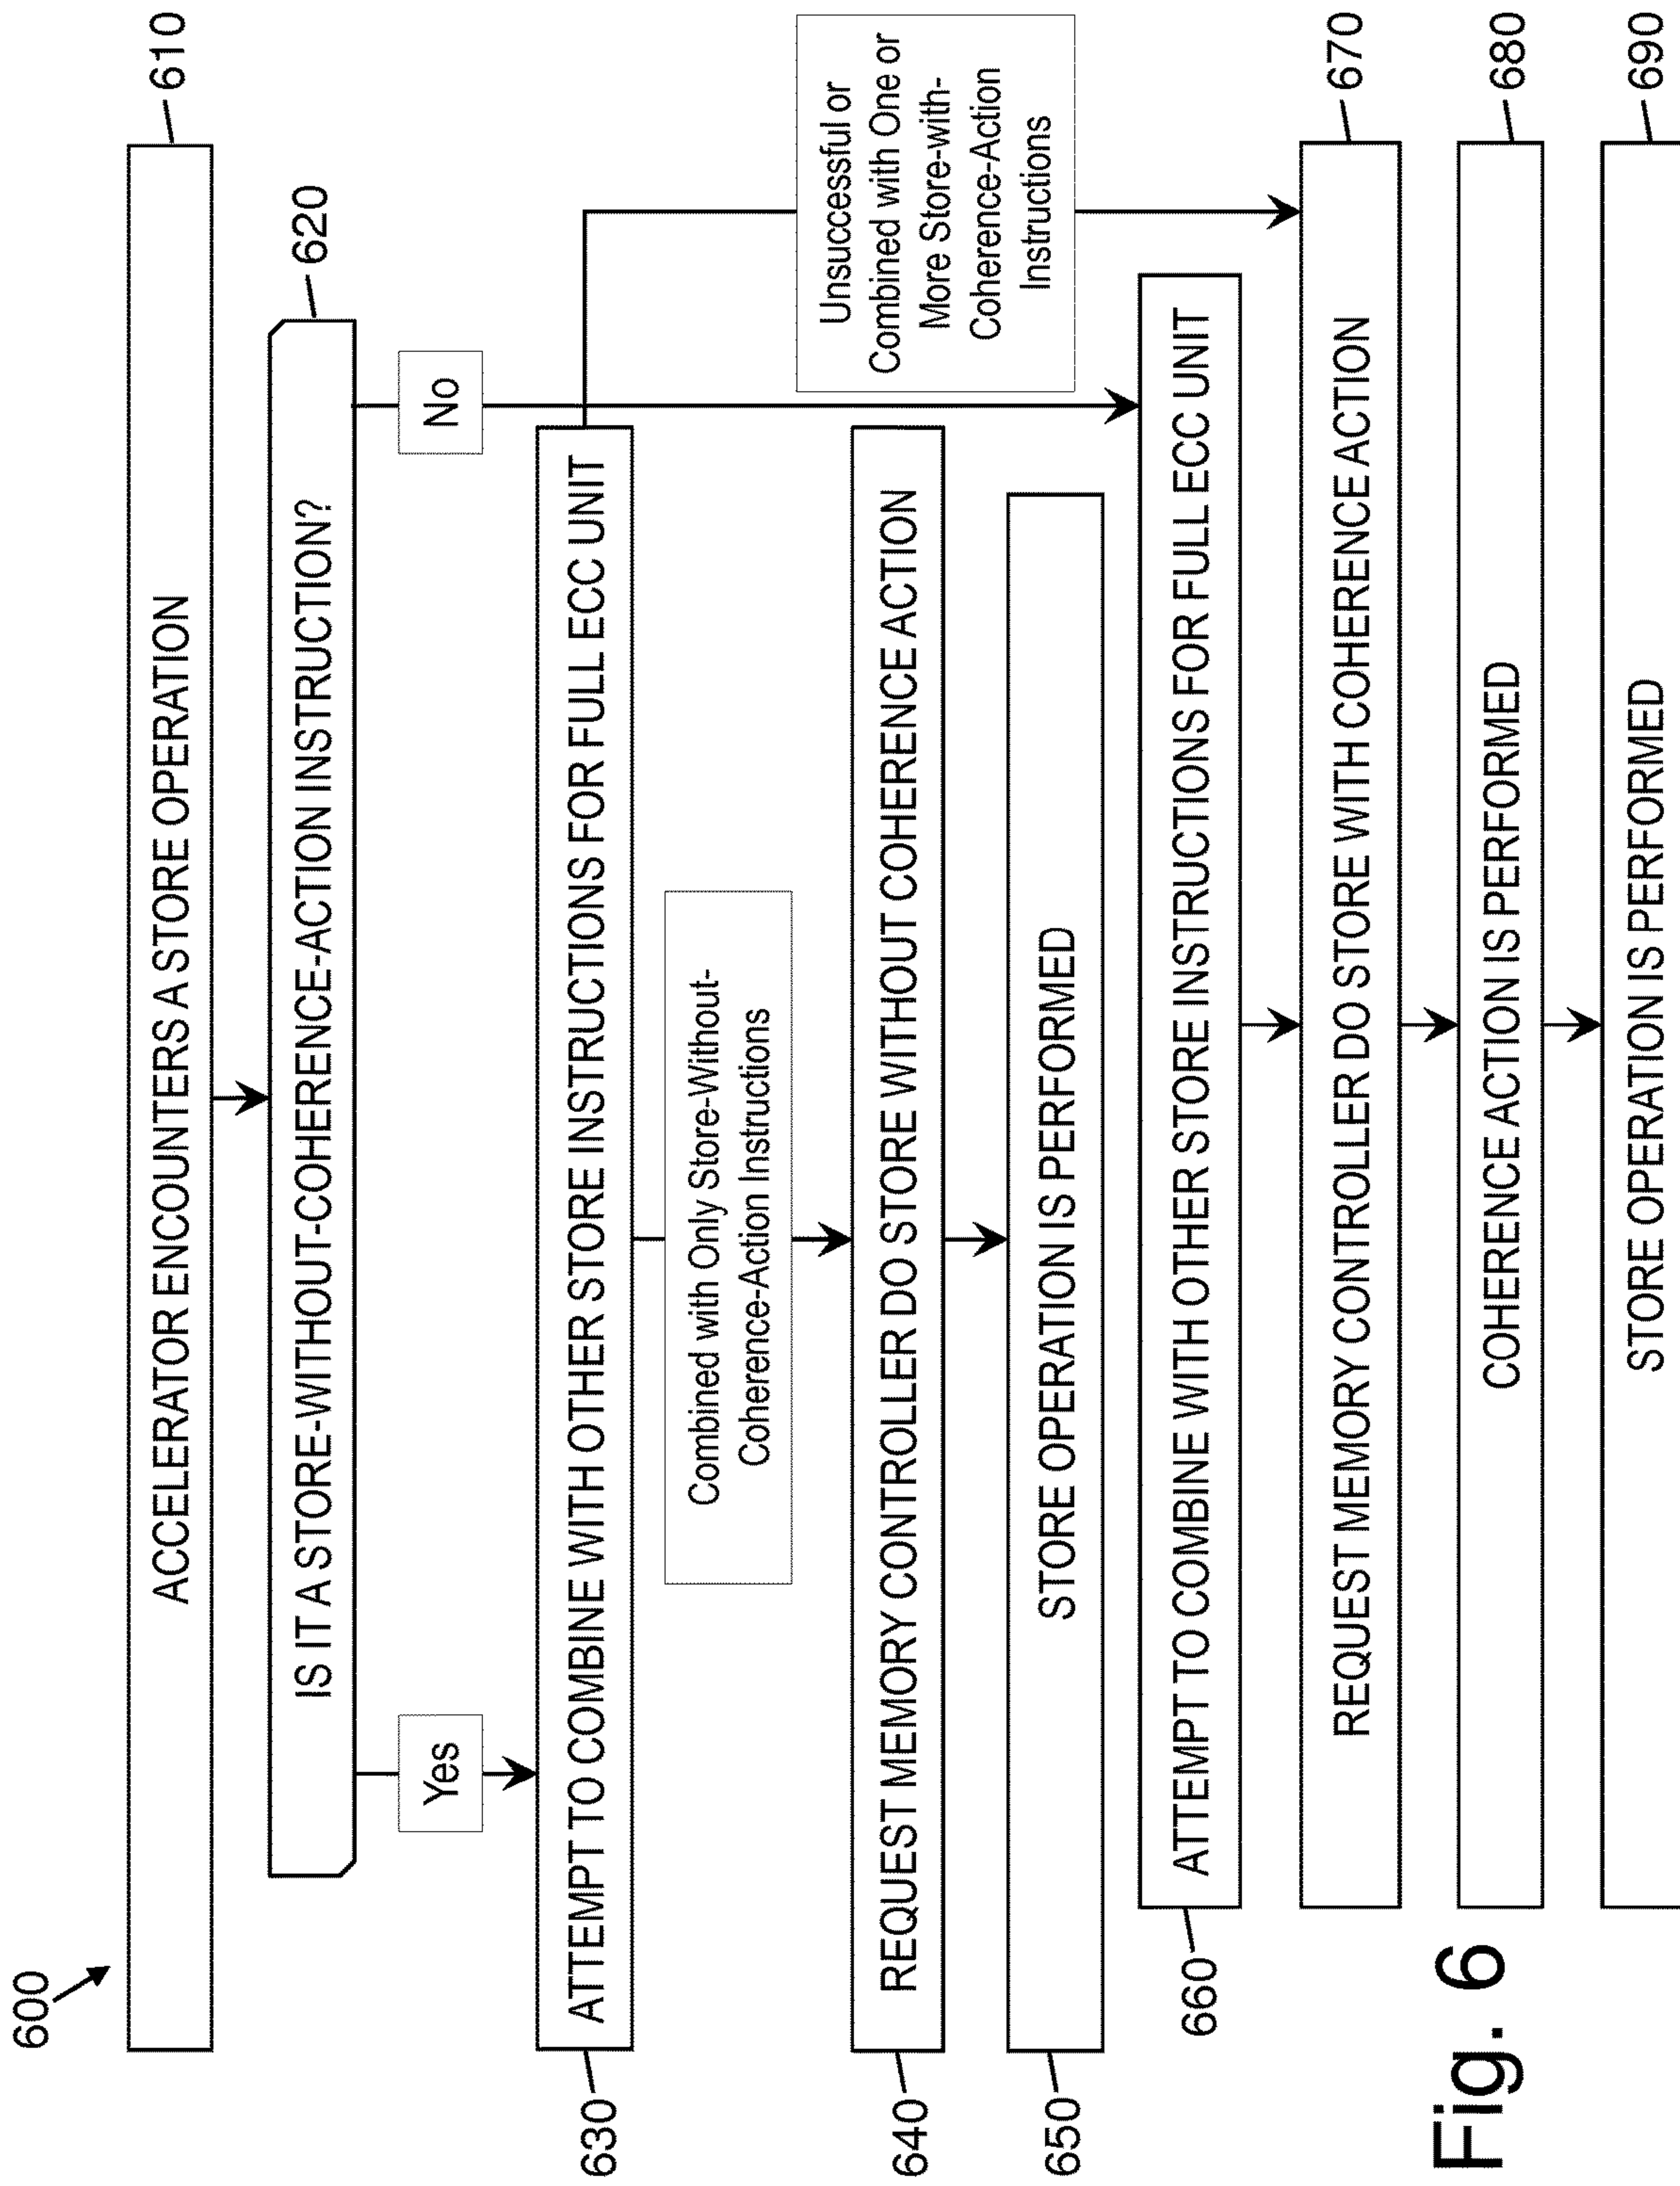 600
ACCELERATOR ENCOUNTERS A STORE OPERATION
610
IS IT A STORE-WITHOUT-COHERENCE-ACTION INSTRUCTION?
620
Yes
No
630
ATTEMPT TO COMBINE WITH OTHER STORE INSTRUCTIONS FOR FULL ECC UNIT
Combined with Only Store-Without-
Coherence-Action Instructions
Unsuccessful or
Combined with One or
More Store-with-
Coherence-Action
Instructions
640
REQUEST MEMORY CONTROLLER DO STORE WITHOUT COHERENCE ACTION
650
STORE OPERATION IS PERFORMED
660
ATTEMPT TO COMBINE WITH OTHER STORE INSTRUCTIONS FOR FULL ECC UNIT
REQUEST MEMORY CONTROLLER DO STORE WITH COHERENCE ACTION
670
COHERENCE ACTION IS PERFORMED
680
STORE OPERATION IS PERFORMED
690
Fig. 6